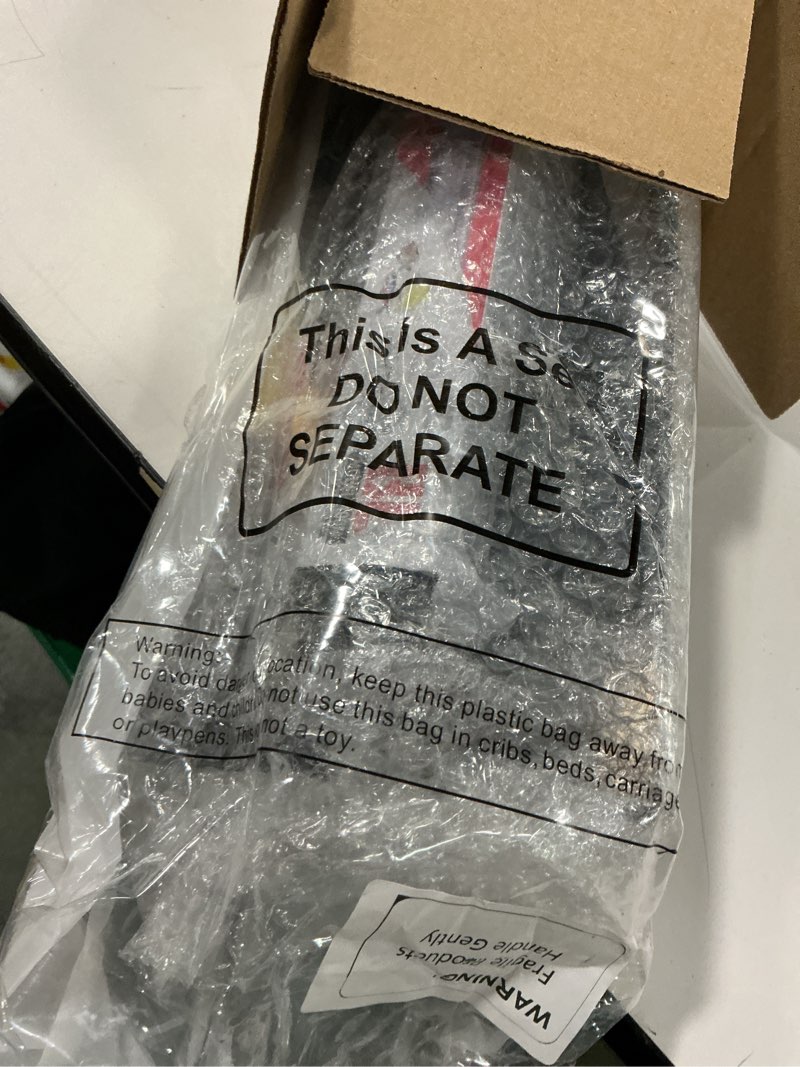 This is A Se
DO NOT
SEPARATE
Warning:
To avoid ocation, keep this plastic bag away from
babies and not use this bag in cribs, beds, carriage
or playpens. This not a toy.
WARNING:
Fragile Products
Handle Gently